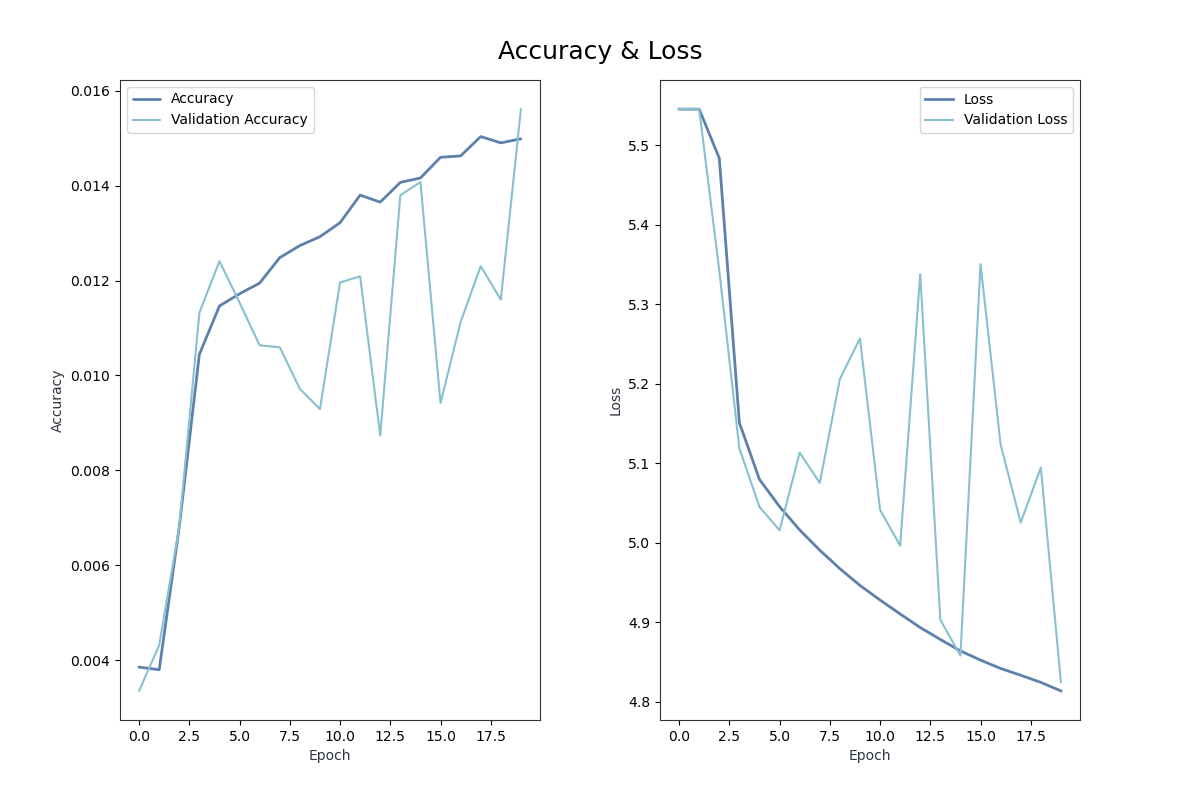 Accuracy & Loss
Accuracy
Validation Accuracy
0.016
0.014
0.012
0.010
0.008
0.006
0.004
Accuracy
0.0 2.5 5.0 7.5 10.0 12.5 15.0 17.5
Epoch
Loss
Validation Loss
5.5
5.4
5.3
5.2
5.1
5.0
4.9
4.8
Loss
0.0 2.5 5.0 7.5 10.0 12.5 15.0 17.5
Epoch